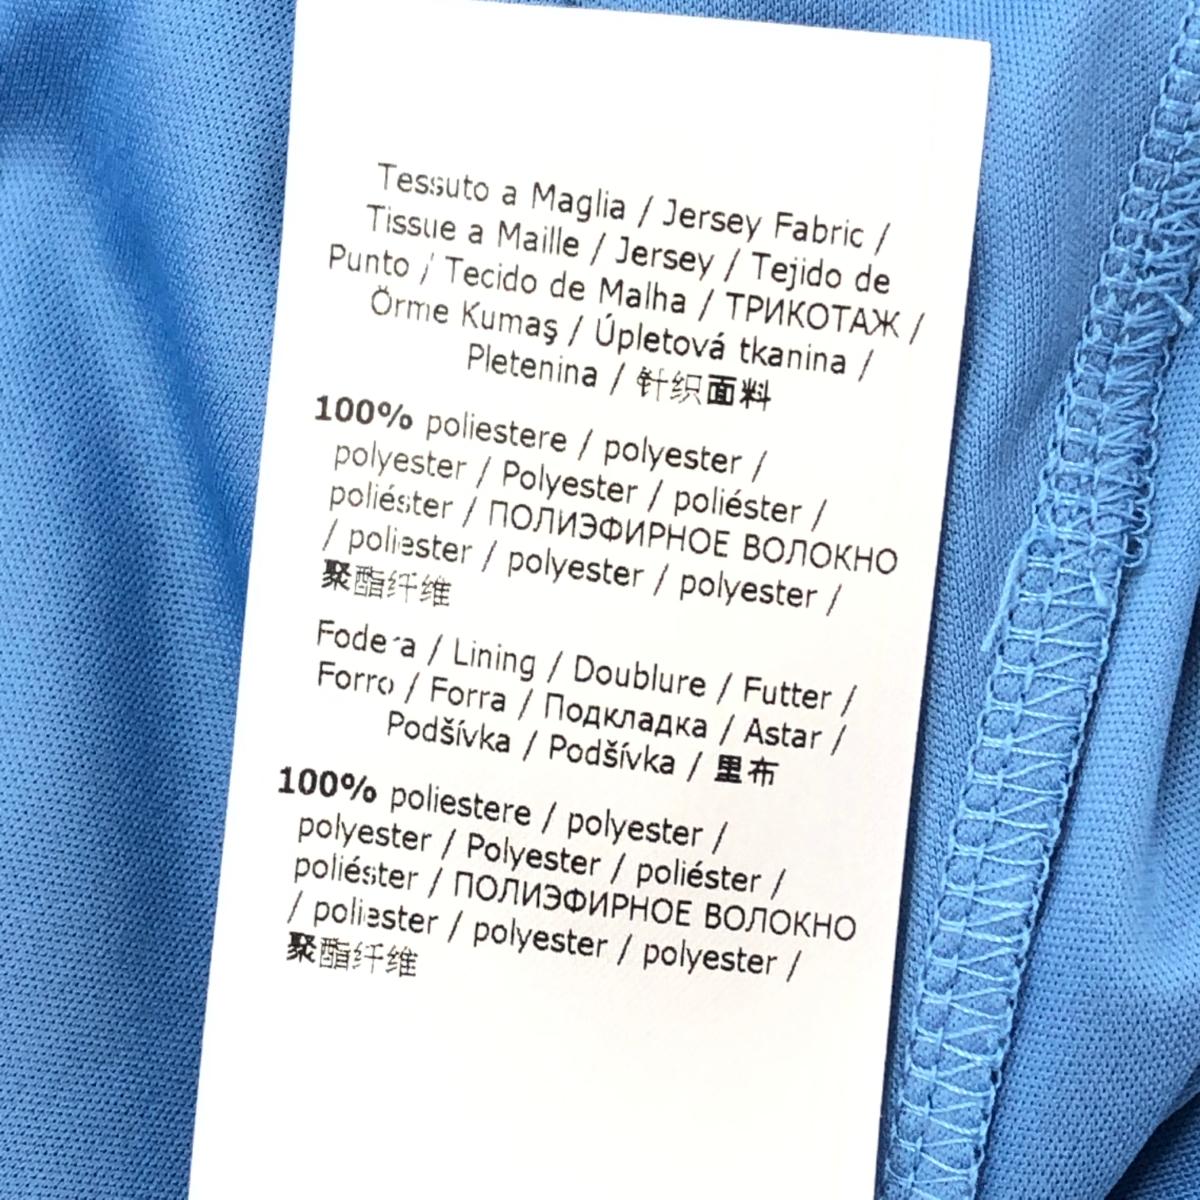 Tessuto a Maglia / Jersey Fabric /
Tissue a Maille / Jersey / Tejido de
Punto / Tecido de Malha / ТРИКОТАЖ /
Örme Kumaş / Úpletová tkanina /
Pletenina / 针织面料
100% poliestere / polyester /
polyester / Polyester / poliéster /
poliéster / ПОЛИЭФИРНОЕ ВОЛОКНО
/ poliester / polyester / polyester /
聚酯纤维
Fodera / Lining / Doublure / Futter /
Forro / Forra / Подкладка / Astar /
Podšívka / Podšívka / 里布
100% poliestere / polyester /
polyester / Polyester / poliéster /
poliéster / ПОЛИЭФИРНОЕ ВОЛОКНО
/ poliester / polyester / polyester /
聚酯纤维